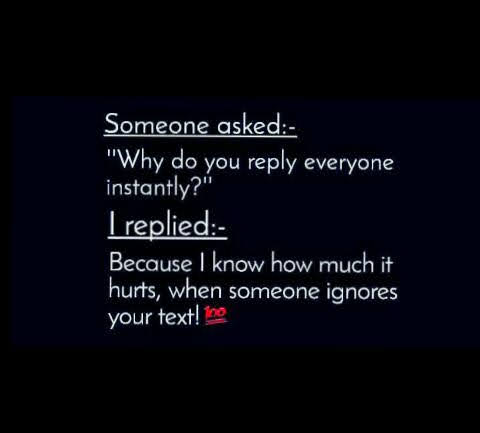 Someone asked:-
"Why do you reply everyone
instantly?"
I replied:-
Because I know how much it
hurts, when someone ignores
your text! 💯